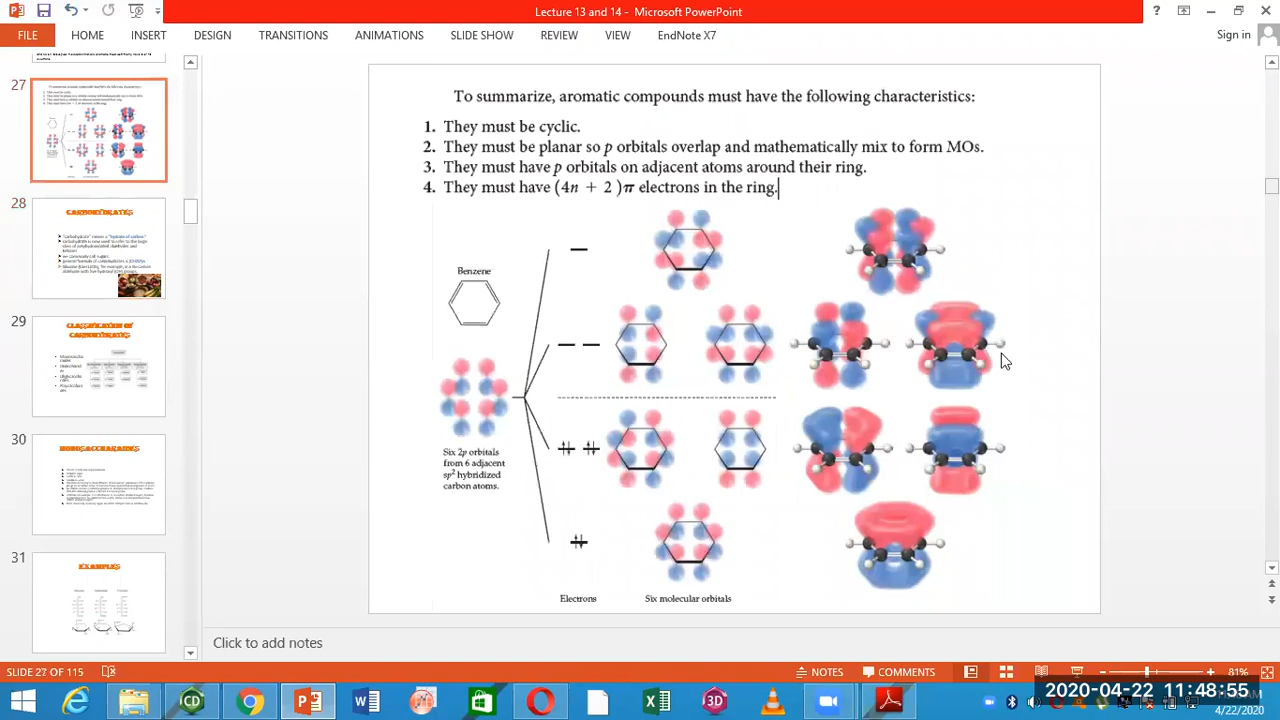 Lecture 13 and 14 - Microsoft PowerPoint
FILE HOME INSERT DESIGN TRANSITIONS ANIMATIONS SLIDE SHOW REVIEW VIEW EndNote X7 Sign in
27
28
CARBOHYDRATES
29
CLASSIFICATION OF
CARBOHYDRATES
30
MONOSACCHARIDES
31
EXAMPLES
To summarize, aromatic compounds must have the following characteristics:
1. They must be cyclic.
2. They must be planar so p orbitals overlap and mathematically mix to form MOs.
3. They must have p orbitals on adjacent atoms around their ring.
4. They must have (4n + 2)π electrons in the ring.
Benzene
Six 2p orbitals
from 6 adjacent
sp² hybridized
carbon atoms.
Electrons
Six molecular orbitals
Click to add notes
SLIDE 27 OF 115 NOTES COMMENTS 81%
2020-04-22 11:48:55
4/22/2020